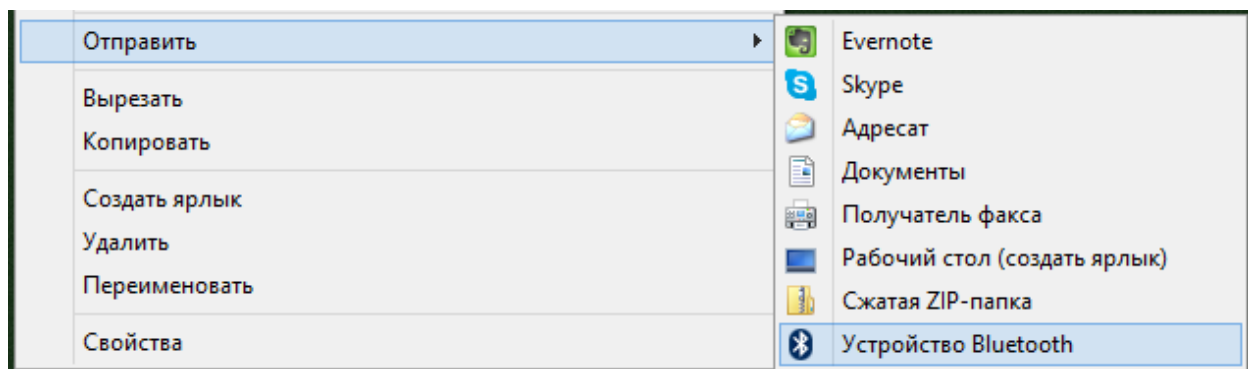 Отправить
Вырезать
Копировать
Создать ярлык
Удалить
Переименовать
Свойства
Evernote
Skype
Адресат
Документы
Получатель факса
Рабочий стол (создать ярлык)
Сжатая ZIP-папка
Устройство Bluetooth